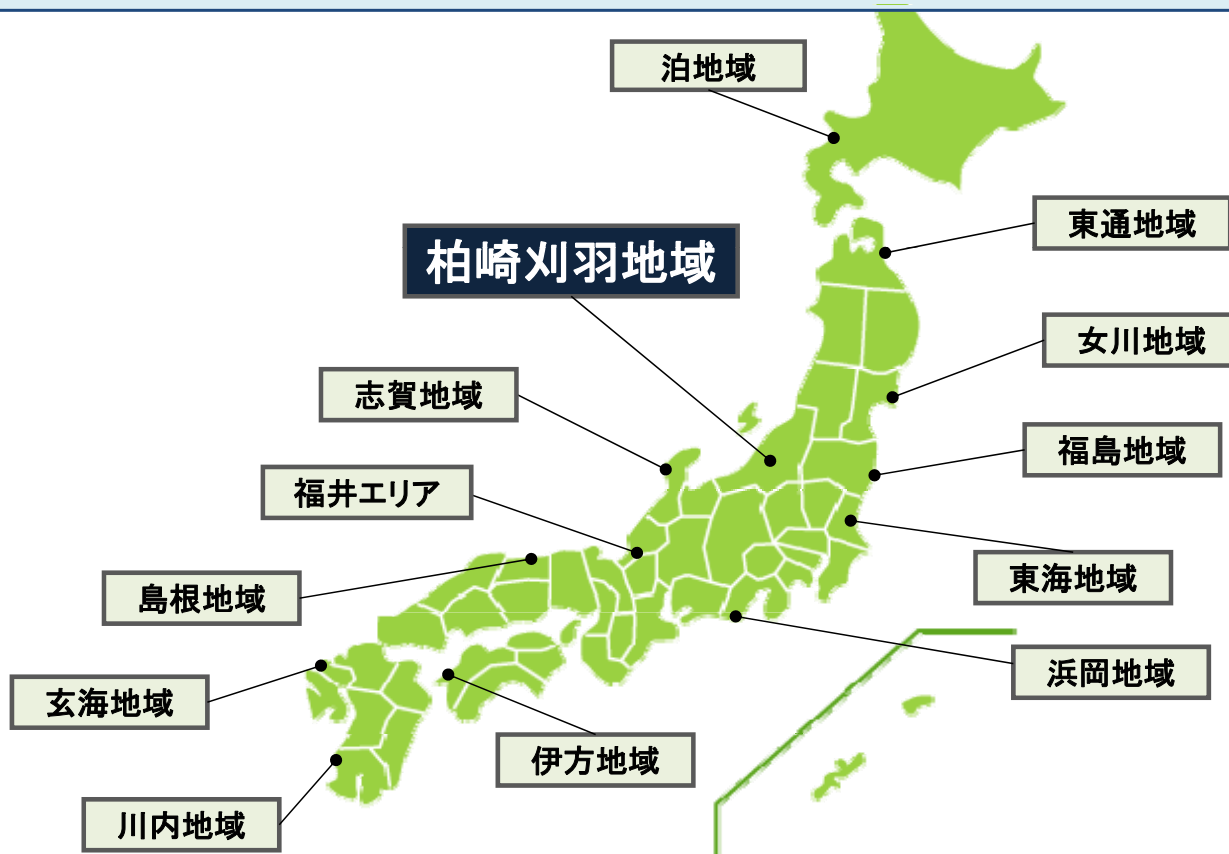 泊地域
東通地域
柏崎刈羽地域
女川地域
志賀地域
福島地域
福井エリア
東海地域
島根地域
浜岡地域
玄海地域
伊方地域
川内地域